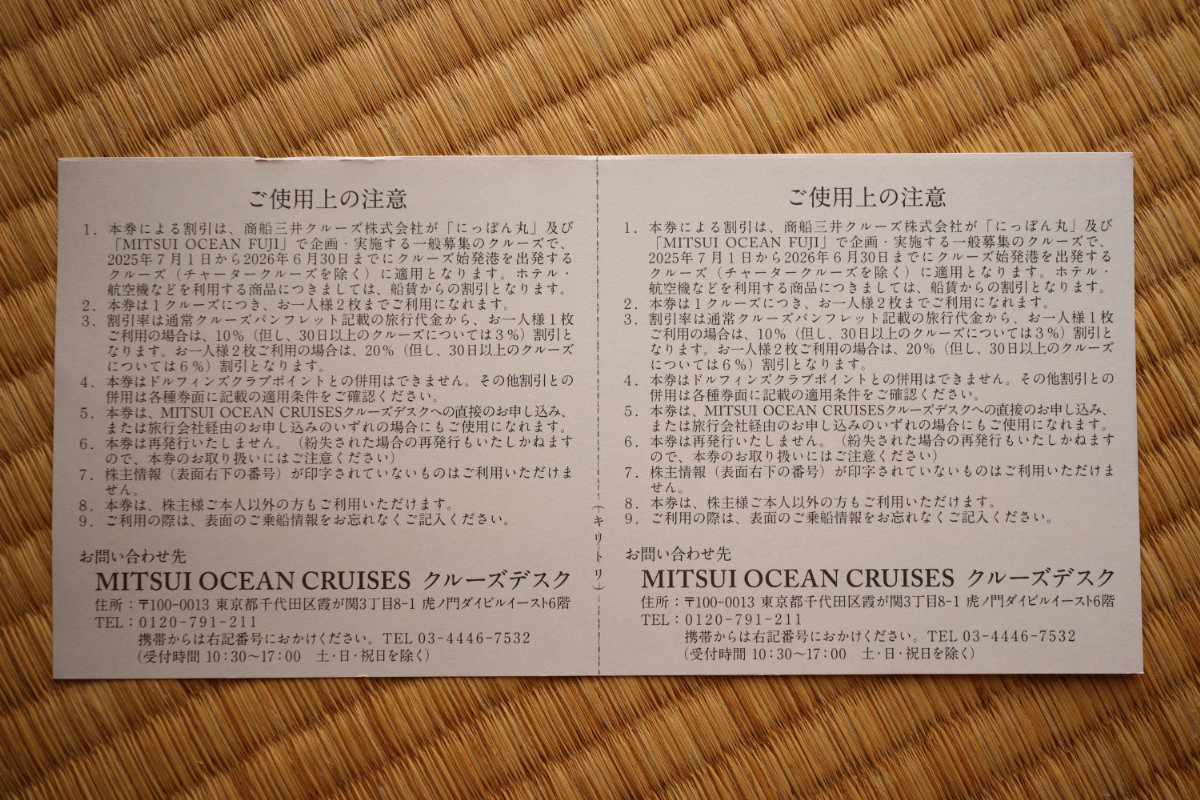 ご使用上の注意
1．本券による割引は、商船三井クルーズ株式会社が「にっぽん丸」及び
「MITSUI OCEAN FUJI」で企画・実施する一般募集のクルーズで、
2025年7月1日から2026年6月30日までにクルーズ始発港を出発する
クルーズ（チャータークルーズを除く）に適用となります。ホテル・
航空機などを利用する商品につきましては、船賃からの割引となります。
2．本券は1クルーズにつき、お一人様2枚までご利用になれます。
3．割引率は通常クルーズパンフレット記載の旅行代金から、お一人様1枚
ご利用の場合は、10％（但し、30日以上のクルーズについては3％）割引と
なります。お一人様2枚ご利用の場合は、20％（但し、30日以上のクルーズ
については6％）割引となります。
4．本券はドルフィンズクラブポイントとの併用はできません。その他割引との
併用は各種券面に記載の適用条件をご確認ください。
5．本券は、MITSUI OCEAN CRUISESクルーズデスクへの直接のお申し込み、
または旅行会社経由のお申し込みのいずれの場合にもご使用になれます。
6．本券は再発行いたしません。（紛失された場合の再発行もいたしかねます
ので、本券のお取り扱いにはご注意ください）
7．株主情報（表面右下の番号）が印字されていないものはご利用いただけま
せん。
8．本券は、株主様ご本人以外の方もご利用いただけます。
9．ご利用の際は、表面のご乗船情報をお忘れなくご記入ください。
お問い合わせ先
MITSUI OCEAN CRUISES クルーズデスク
住所：〒100-0013 東京都千代田区霞が関3丁目8-1 虎ノ門ダイビルイースト6階
TEL：0120-791-211
携帯からは右記番号におかけください。TEL 03-4446-7532
（受付時間 10:30～17:00　土・日・祝日を除く）
（キリトリ）
ご使用上の注意
1．本券による割引は、商船三井クルーズ株式会社が「にっぽん丸」及び
「MITSUI OCEAN FUJI」で企画・実施する一般募集のクルーズで、
2025年7月1日から2026年6月30日までにクルーズ始発港を出発する
クルーズ（チャータークルーズを除く）に適用となります。ホテル・
航空機などを利用する商品につきましては、船賃からの割引となります。
2．本券は1クルーズにつき、お一人様2枚までご利用になれます。
3．割引率は通常クルーズパンフレット記載の旅行代金から、お一人様1枚
ご利用の場合は、10％（但し、30日以上のクルーズについては3％）割引と
なります。お一人様2枚ご利用の場合は、20％（但し、30日以上のクルーズ
については6％）割引となります。
4．本券はドルフィンズクラブポイントとの併用はできません。その他割引との
併用は各種券面に記載の適用条件をご確認ください。
5．本券は、MITSUI OCEAN CRUISESクルーズデスクへの直接のお申し込み、
または旅行会社経由のお申し込みのいずれの場合にもご使用になれます。
6．本券は再発行いたしません。（紛失された場合の再発行もいたしかねます
ので、本券のお取り扱いにはご注意ください）
7．株主情報（表面右下の番号）が印字されていないものはご利用いただけま
せん。
8．本券は、株主様ご本人以外の方もご利用いただけます。
9．ご利用の際は、表面のご乗船情報をお忘れなくご記入ください。
お問い合わせ先
MITSUI OCEAN CRUISES クルーズデスク
住所：〒100-0013 東京都千代田区霞が関3丁目8-1 虎ノ門ダイビルイースト6階
TEL：0120-791-211
携帯からは右記番号におかけください。TEL 03-4446-7532
（受付時間 10:30～17:00　土・日・祝日を除く）